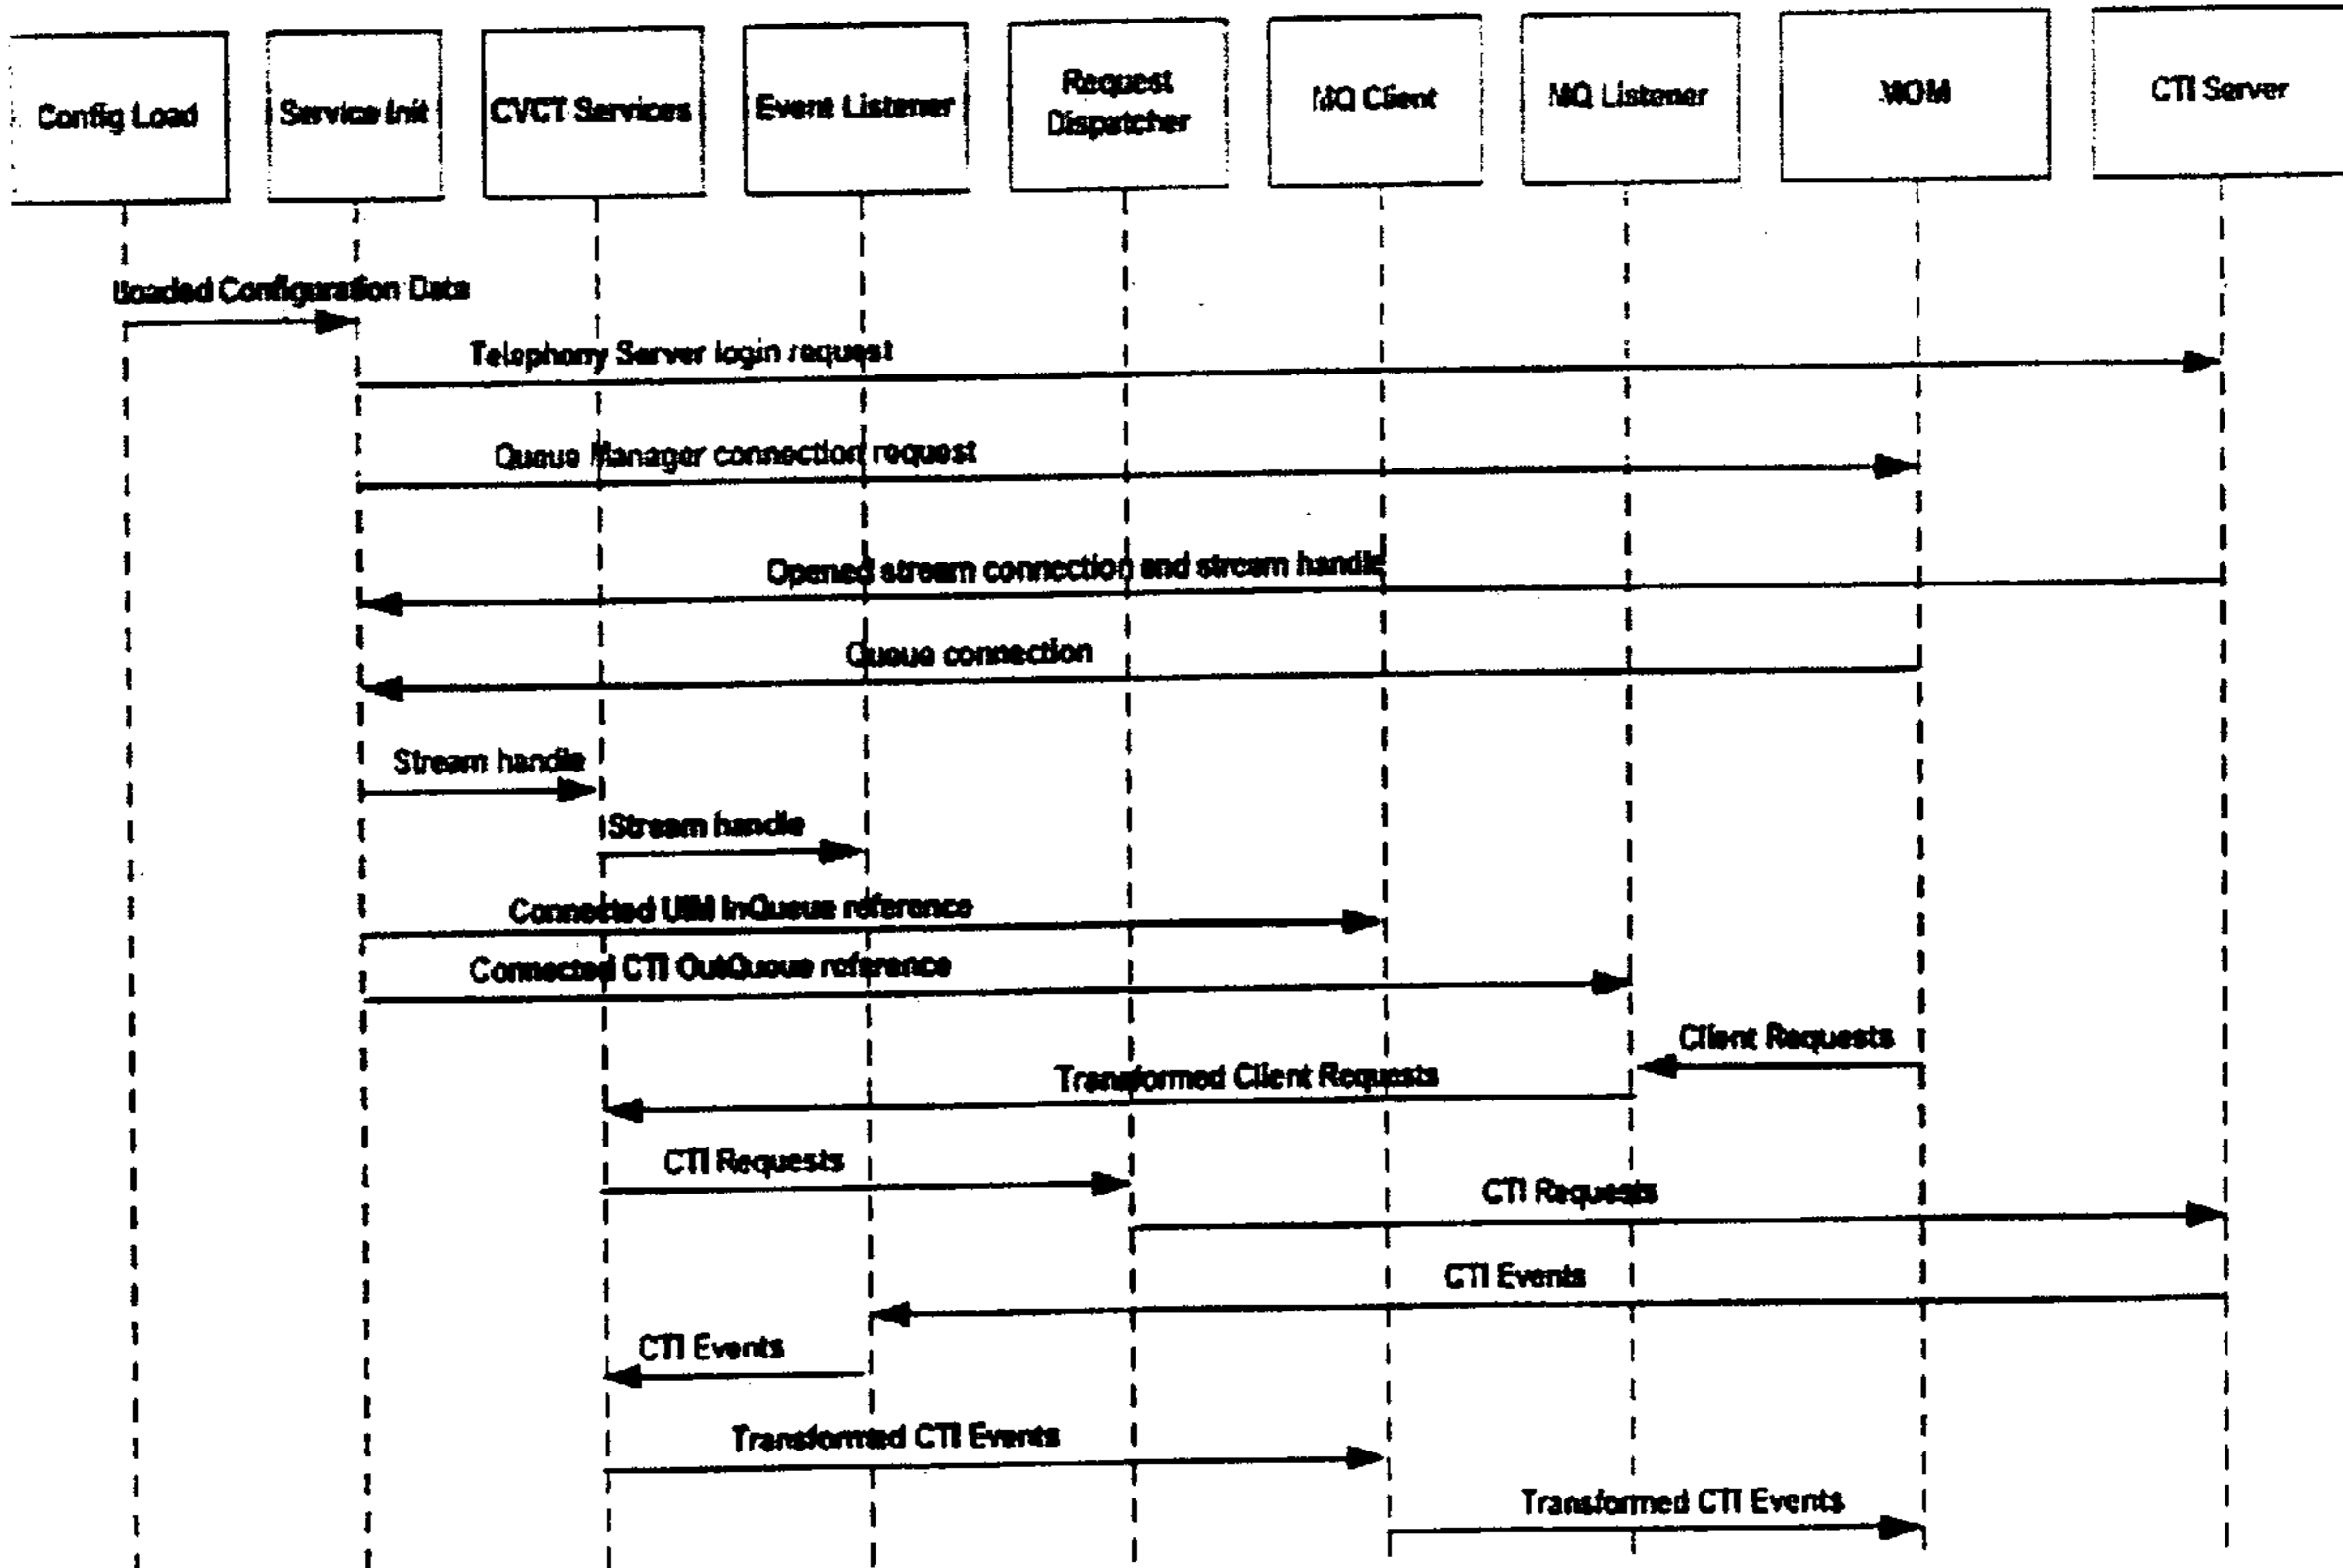 Config Load
Service Init
CVCT Services
Event Listener
Request
Dispatcher
MQ Client
MQ Listener
MOM
CTI Server
Loaded Configuration Data
Telephony Server login request
Queue Manager connection request
Opened stream connection and stream handle
Queue connection
Stream handle
Stream handle
Connected UIM InQueue reference
Connected CTI OutQueue reference
Client Requests
Transformed Client Requests
CTI Requests
CTI Requests
CTI Events
CTI Events
Transformed CTI Events
Transformed CTI Events